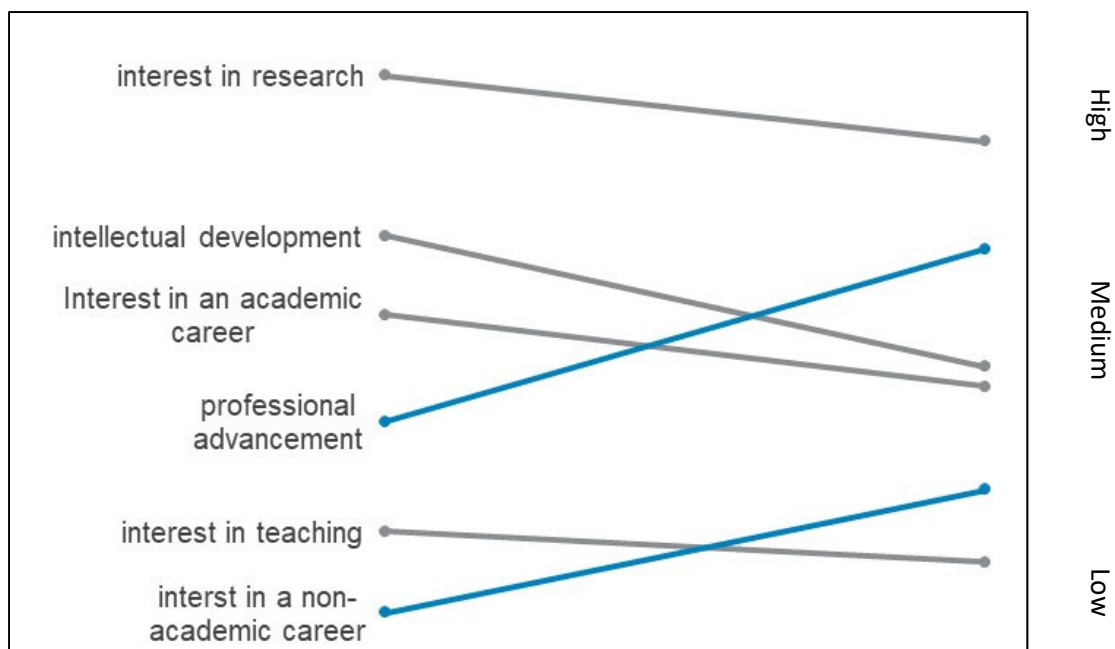 interest in research
High
intellectual development
Interest in an academic
career
Medium
professional
advancement
interest in teaching
interst in a non-
academic career
Low